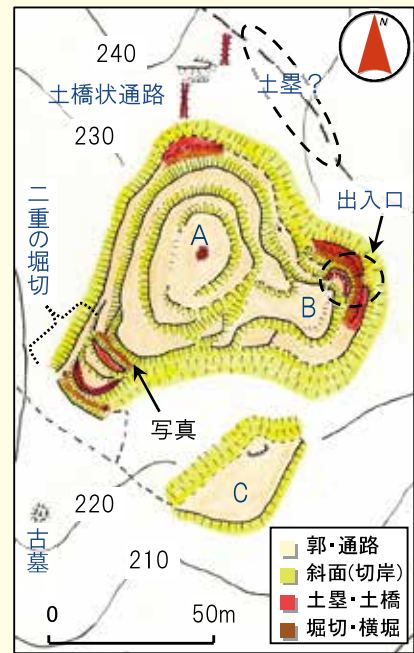 N
240
土塁？
土橋状通路
230
出入口
二重の堀切
A
B
写真
C
220
古墓
210
0 50m
郭・通路
斜面(切岸)
土塁・土橋
堀切・横堀